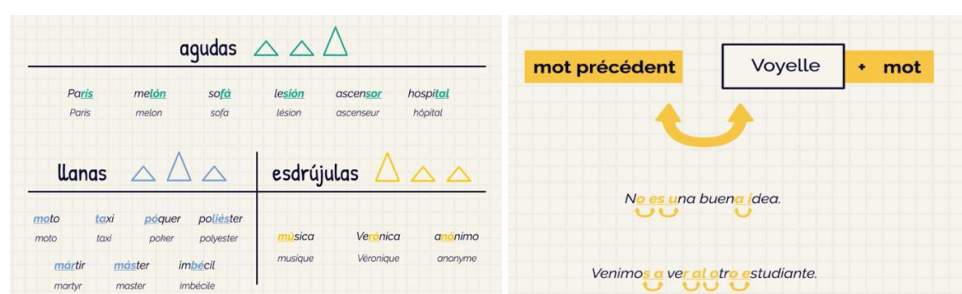 agudas
París melón sofá lesión ascensor hospital
Paris melon sofa lésion ascenseur hôpital
llanas
moto taxi póquer poliéster
moto taxi poker polyester
mártir máster imbécil
martyr master imbécile
esdrújulas
música Verónica anónimo
musique Véronique anonyme
mot précédent Voyelle + mot
No es una buena idea.
Venimos a ver al otro estudiante.